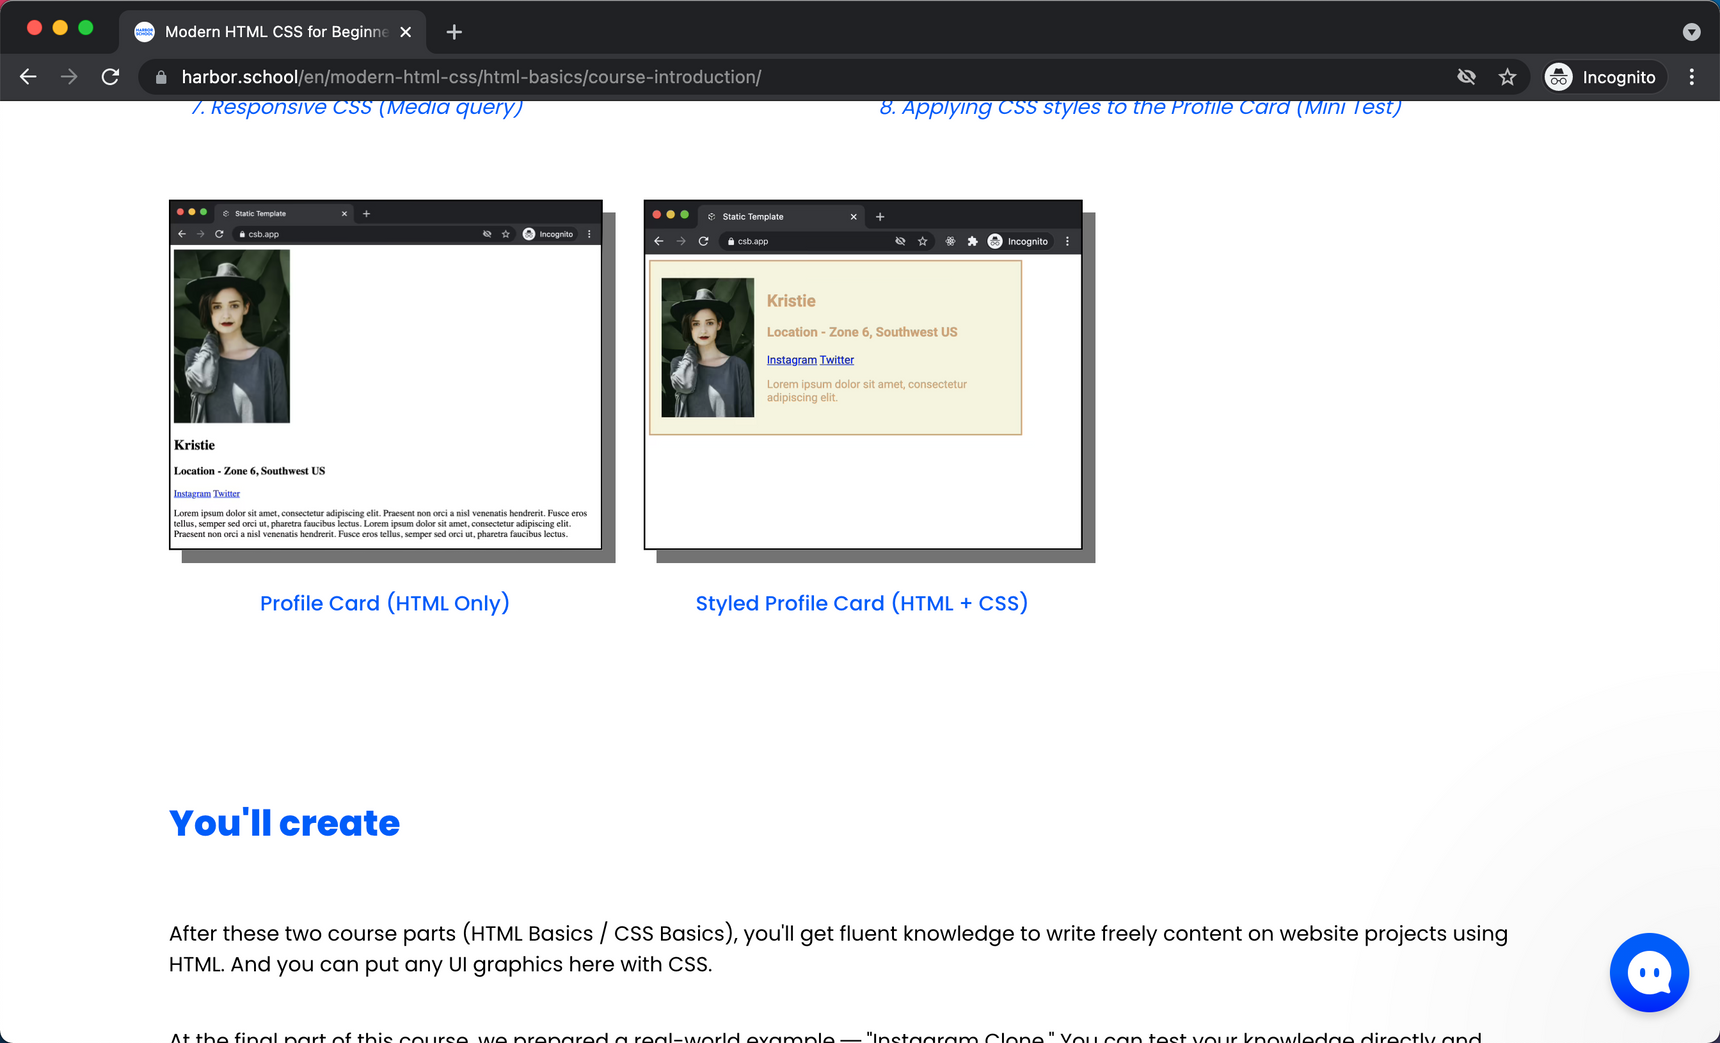 Modern HTML CSS for Beginne
harbor.school/en/modern-html-css/html-basics/course-introduction/
Incognito
7. Responsive CSS (Media query)
8. Applying CSS styles to the Profile Card (Mini Test)
Static Template
csb.app
Incognito
Kristie
Location - Zone 6, Southwest US
Instagram Twitter
Lorem ipsum dolor sit amet, consectetur adipiscing elit. Praesent non orci a nisl venenatis hendrerit. Fusce eros
tellus, semper sed orci ut, pharetra faucibus lectus. Lorem ipsum dolor sit amet, consectetur adipiscing elit.
Praesent non orci a nisl venenatis hendrerit. Fusce eros tellus, semper sed orci ut, pharetra faucibus lectus.
Profile Card (HTML Only)
Static Template
csb.app
Incognito
Kristie
Location - Zone 6, Southwest US
Instagram Twitter
Lorem ipsum dolor sit amet, consectetur
adipiscing elit.
Styled Profile Card (HTML + CSS)
You'll create
After these two course parts (HTML Basics / CSS Basics), you'll get fluent knowledge to write freely content on website projects using
HTML. And you can put any UI graphics here with CSS.
At the final part of this course, we prepared a real-world example — "Instagram Clone." You can test your knowledge directly and